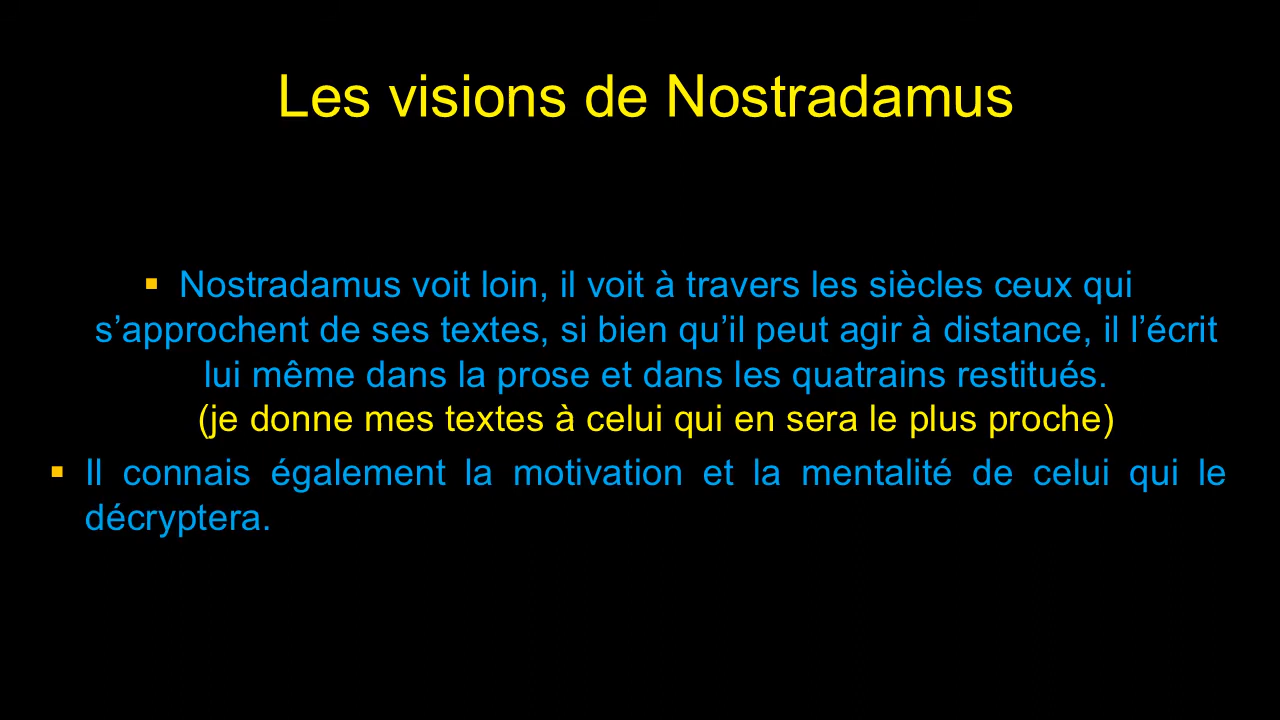 Les visions de Nostradamus
▪ Nostradamus voit loin, il voit à travers les siècles ceux qui
s’approchent de ses textes, si bien qu’il peut agir à distance, il l’écrit
lui même dans la prose et dans les quatrains restitués.
(je donne mes textes à celui qui en sera le plus proche)
▪ Il connais également la motivation et la mentalité de celui qui le
décryptera.